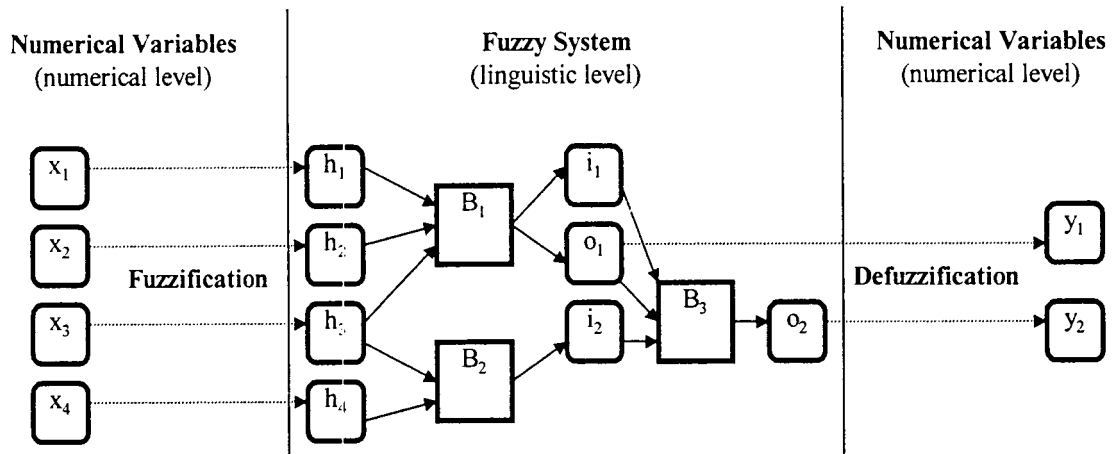 Numerical Variables
(numerical level)
Fuzzy System
(linguistic level)
Numerical Variables
(numerical level)
x₁
h₁
i₁
B₁
x₂
h₂
o₁
y₁
Fuzzification
Defuzzification
x₃
h₃
i₂
B₃
o₂
y₂
B₂
x₄
h₄